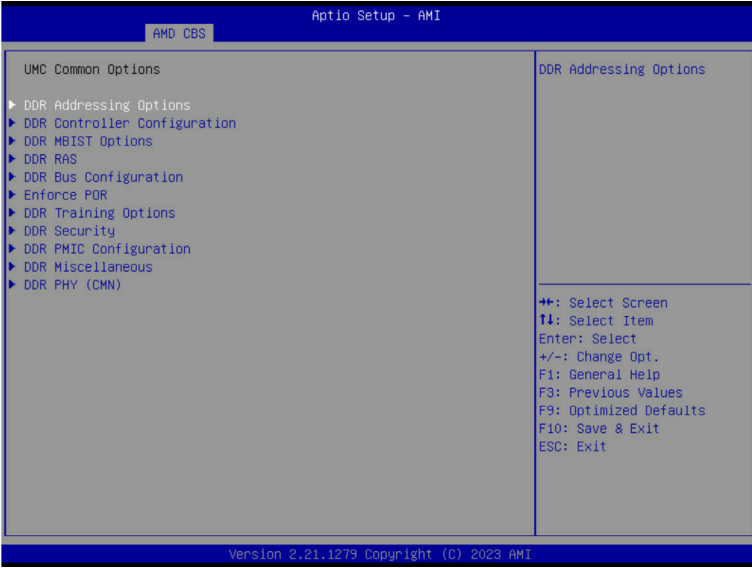 Aptio Setup - AMI
AMD CBS
UMC Common Options
DDR Addressing Options
DDR Controller Configuration
DDR MBIST Options
DDR RAS
DDR Bus Configuration
Enforce POR
DDR Training Options
DDR Security
DDR PMIC Configuration
DDR Miscellaneous
DDR PHY (CMN)
DDR Addressing Options
→←: Select Screen
↑↓: Select Item
Enter: Select
+/-: Change Opt.
F1: General Help
F3: Previous Values
F9: Optimized Defaults
F10: Save & Exit
ESC: Exit
Version 2.21.1279 Copyright (C) 2023 AMI